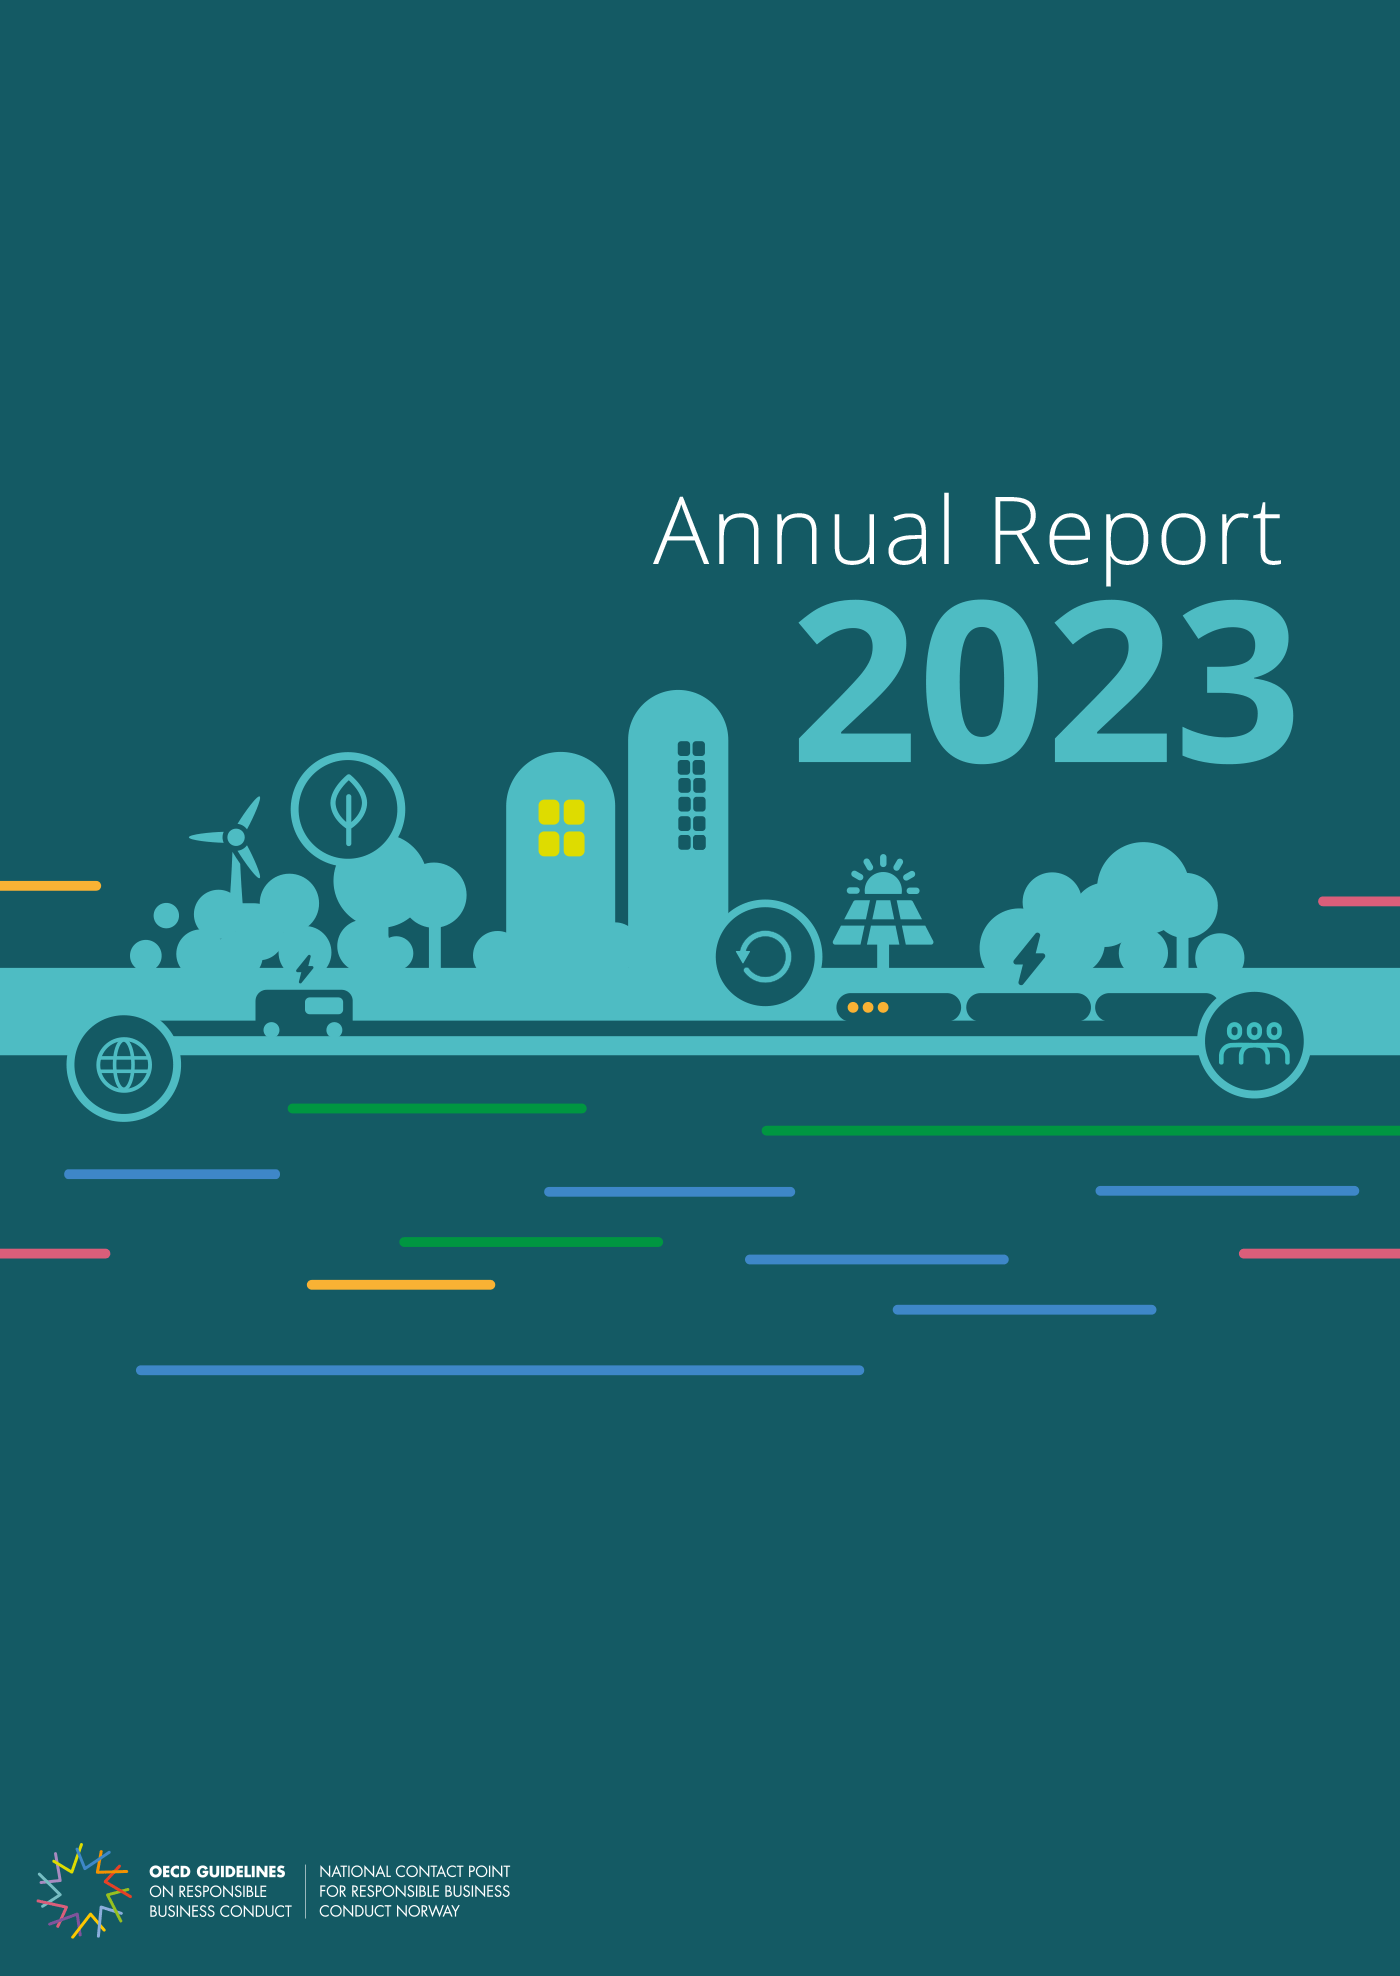 Annual Report
2023
OECD GUIDELINES
ON RESPONSIBLE
BUSINESS CONDUCT
NATIONAL CONTACT POINT
FOR RESPONSIBLE BUSINESS
CONDUCT NORWAY